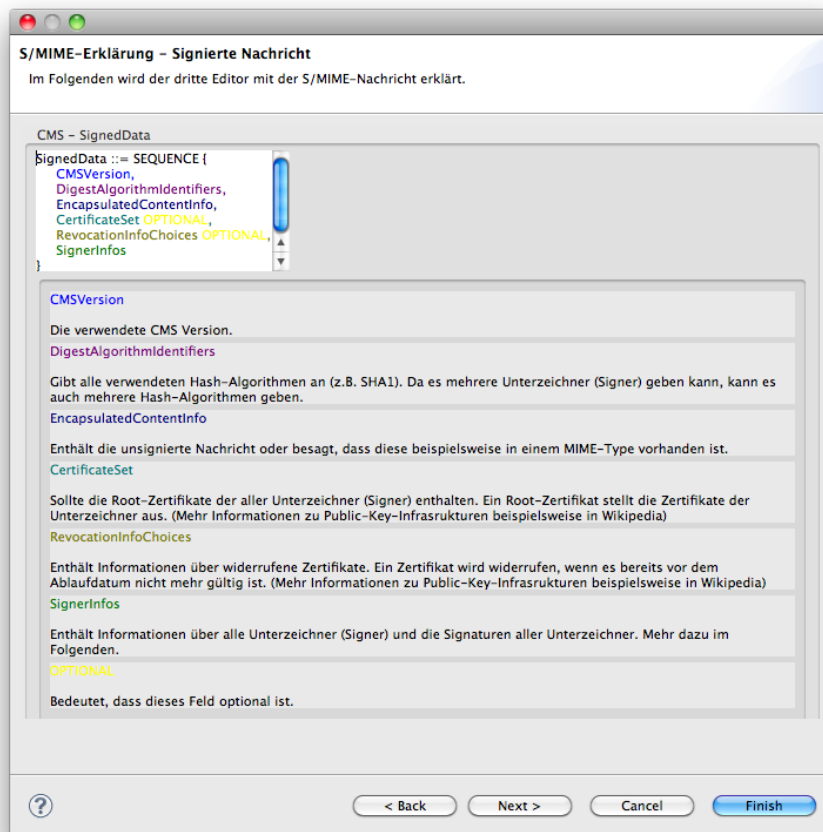 S/MIME-Erklärung - Signierte Nachricht
Im Folgenden wird der dritte Editor mit der S/MIME-Nachricht erklärt.
CMS - SignedData
SignedData ::= SEQUENCE {
CMSVersion,
DigestAlgorithmIdentifiers,
EncapsulatedContentInfo,
CertificateSet OPTIONAL,
RevocationInfoChoices OPTIONAL,
SignerInfos
}
CMSVersion
Die verwendete CMS Version.
DigestAlgorithmIdentifiers
Gibt alle verwendeten Hash-Algorithmen an (z.B. SHA1). Da es mehrere Unterzeichner (Signer) geben kann, kann es
auch mehrere Hash-Algorithmen geben.
EncapsulatedContentInfo
Enthält die unsignierte Nachricht oder besagt, dass diese beispielsweise in einem MIME-Type vorhanden ist.
CertificateSet
Sollte die Root-Zertifikate der aller Unterzeichner (Signer) enthalten. Ein Root-Zertifikat stellt die Zertifikate der
Unterzeichner aus. (Mehr Informationen zu Public-Key-Infrasrukturen beispielsweise in Wikipedia)
RevocationInfoChoices
Enthält Informationen über widerrufene Zertifikate. Ein Zertifikat wird widerrufen, wenn es bereits vor dem
Ablaufdatum nicht mehr gültig ist. (Mehr Informationen zu Public-Key-Infrasrukturen beispielsweise in Wikipedia)
SignerInfos
Enthält Informationen über alle Unterzeichner (Signer) und die Signaturen aller Unterzeichner. Mehr dazu im
Folgenden.
OPTIONAL
Bedeutet, dass dieses Feld optional ist.
?
< Back Next > Cancel Finish